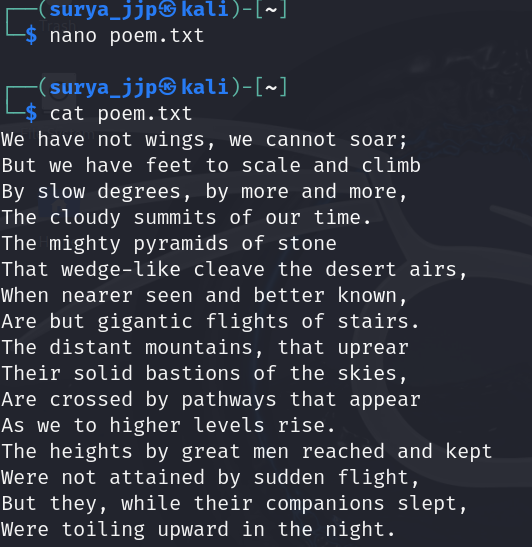 ┌──(surya_jjp㉿kali)-[~]
└─$ nano poem.txt
┌──(surya_jjp㉿kali)-[~]
└─$ cat poem.txt
We have not wings, we cannot soar;
But we have feet to scale and climb
By slow degrees, by more and more,
The cloudy summits of our time.
The mighty pyramids of stone
That wedge-like cleave the desert airs,
When nearer seen and better known,
Are but gigantic flights of stairs.
The distant mountains, that uprear
Their solid bastions of the skies,
Are crossed by pathways that appear
As we to higher levels rise.
The heights by great men reached and kept
Were not attained by sudden flight,
But they, while their companions slept,
Were toiling upward in the night.